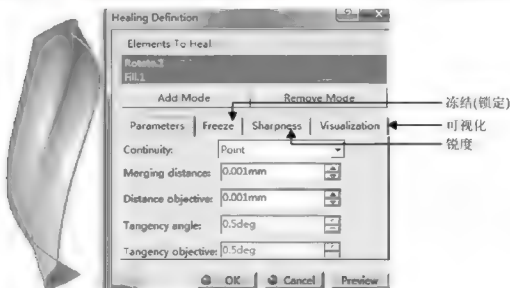 Healing Definition
Elements To Heal
Rotate.3
Fill.1
Add Mode Remove Mode
Parameters Freeze Sharpness Visualization
Continuity: Point
Merging distance: 0.001mm
Distance objective: 0.001mm
Tangency angle: 0.5deg
Tangency objective: 0.5deg
OK Cancel Preview
冻结(锁定)
可视化
锐度